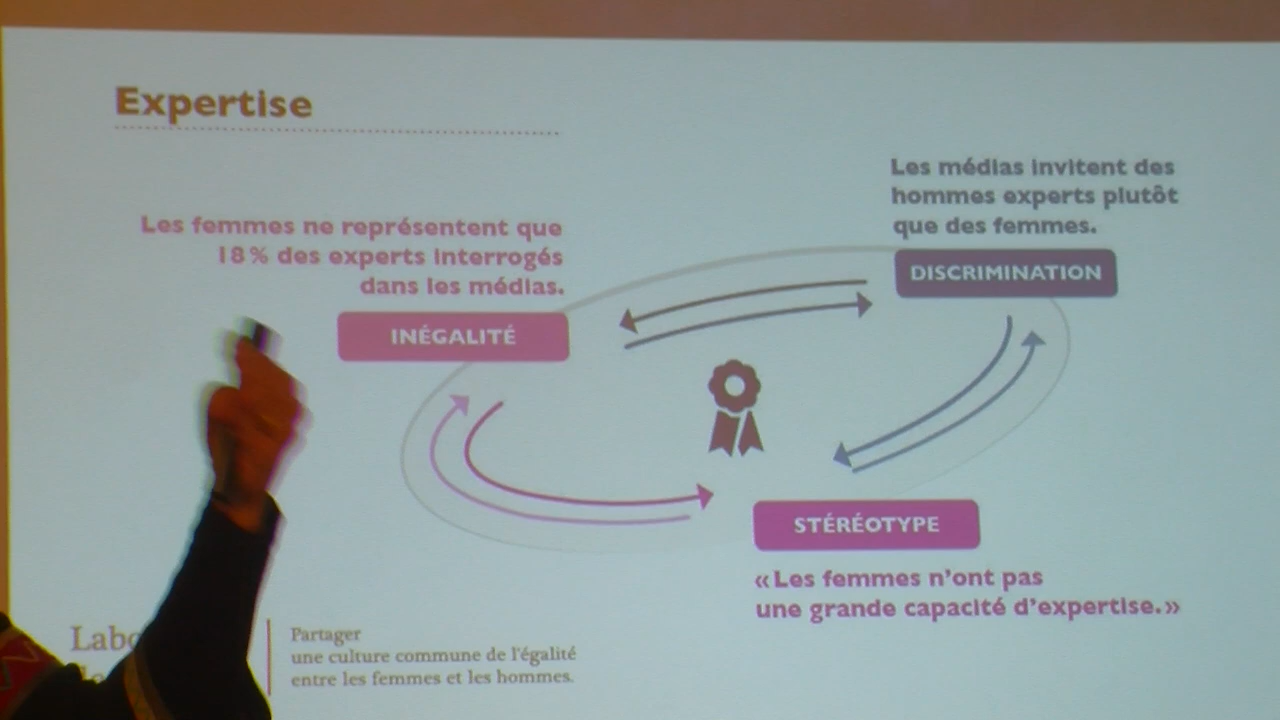 Expertise
Les médias invitent des
hommes experts plutôt
que des femmes.
DISCRIMINATION
Les femmes ne représentent que
18 % des experts interrogés
dans les médias.
INÉGALITÉ
STÉRÉOTYPE
« Les femmes n'ont pas
une grande capacité d'expertise. »
Partager
une culture commune de l'égalité
entre les femmes et les hommes.